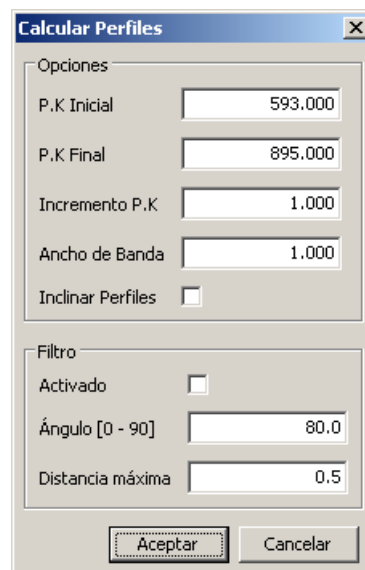 Calcular Perfiles
Opciones
P.K Inicial 593.000
P.K Final 895.000
Incremento P.K 1.000
Ancho de Banda 1.000
Inclinar Perfiles
Filtro
Activado
Ángulo [0 - 90] 80.0
Distancia máxima 0.5
Aceptar Cancelar